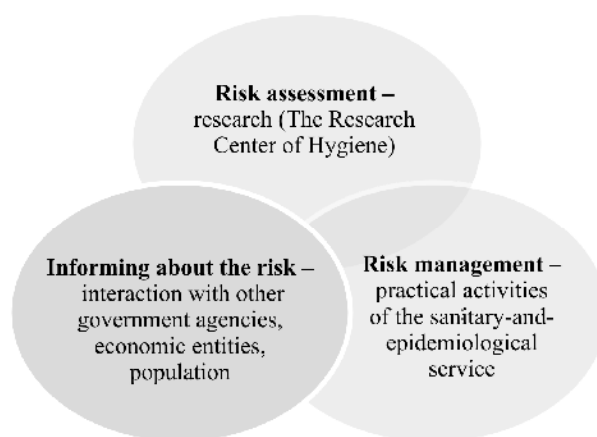 Risk assessment –
research (The Research
Center of Hygiene)
Informing about the risk –
interaction with other
government agencies,
economic entities,
population
Risk management –
practical activities
of the sanitary-and-
epidemiological
service